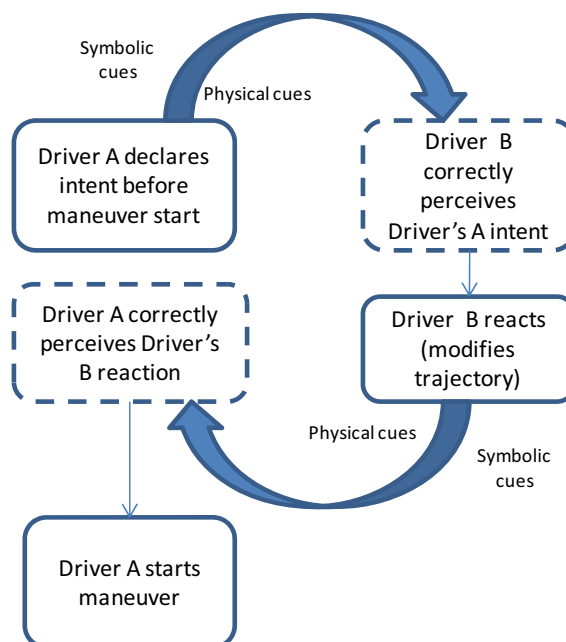 Symbolic
cues
Physical cues
Driver A declares
intent before
maneuver start
Driver B
correctly
perceives
Driver's A intent
Driver A correctly
perceives Driver's
B reaction
Driver B reacts
(modifies
trajectory)
Physical cues
Symbolic
cues
Driver A starts
maneuver